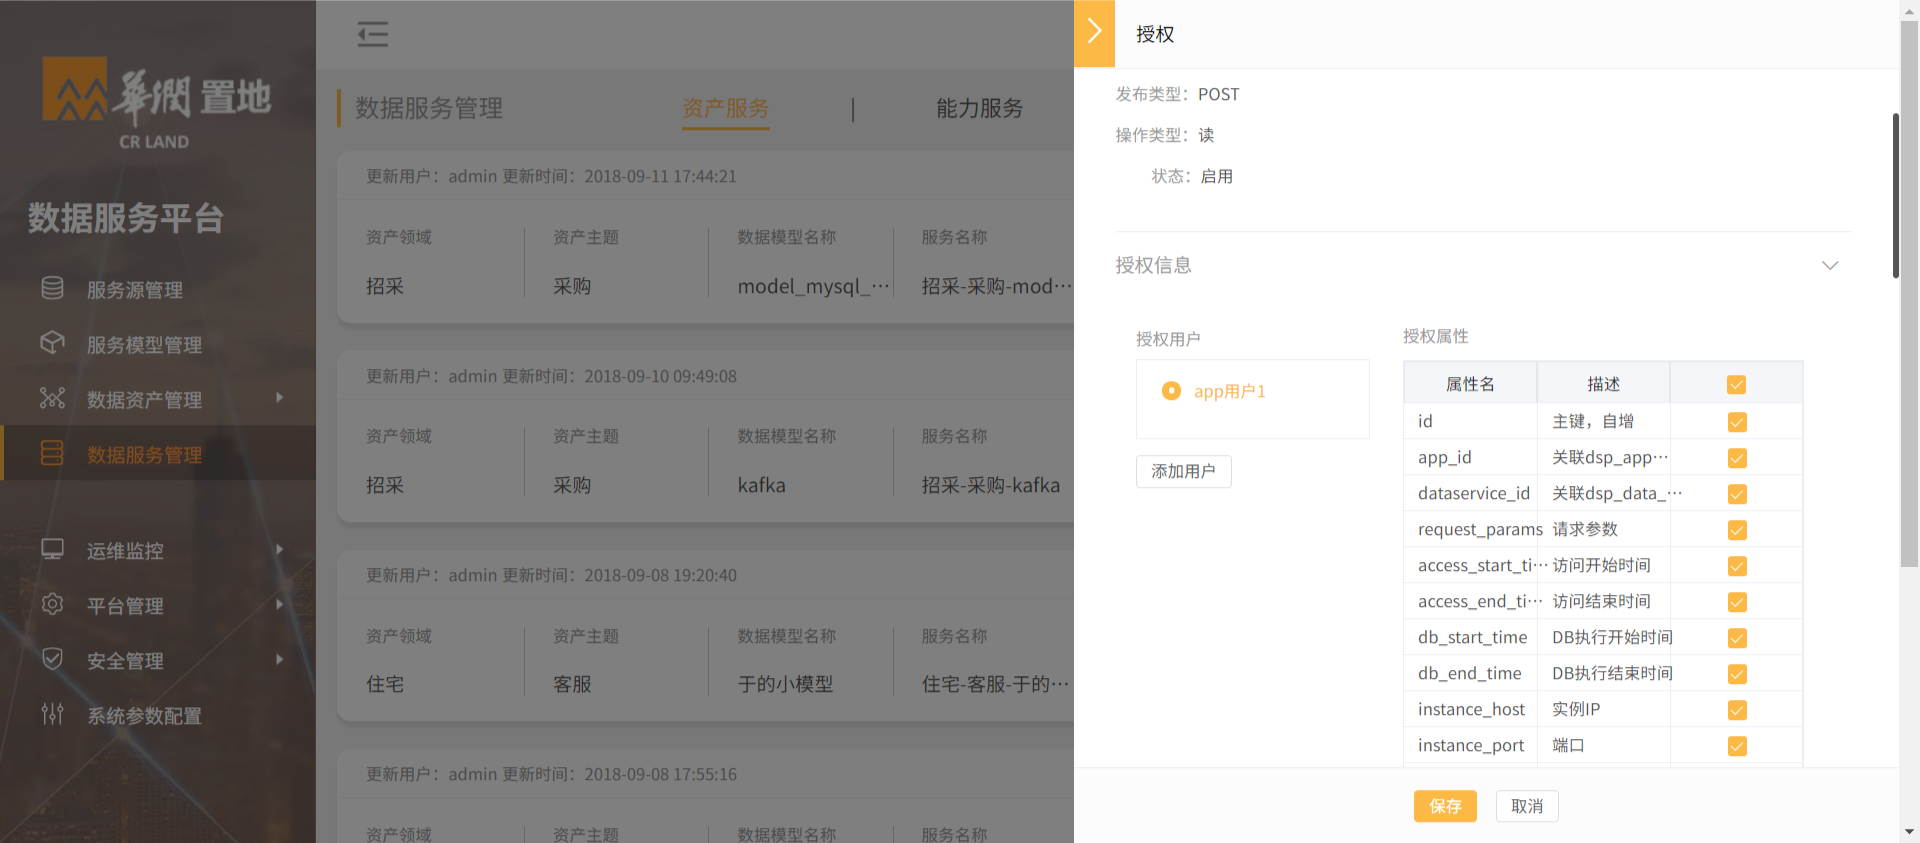 華潤置地
CR LAND
数据服务平台
服务源管理
服务模型管理
数据资产管理
数据服务管理
运维监控
平台管理
安全管理
系统参数配置
数据服务管理
资产服务
能力服务
更新用户：admin 更新时间：2018-09-11 17:44:21
资产领域 资产主题 数据模型名称 服务名称
招采 采购 model_mysql_… 招采-采购-mod…
更新用户：admin 更新时间：2018-09-10 09:49:08
资产领域 资产主题 数据模型名称 服务名称
招采 采购 kafka 招采-采购-kafka
更新用户：admin 更新时间：2018-09-08 19:20:40
资产领域 资产主题 数据模型名称 服务名称
住宅 客服 于的小模型 住宅-客服-于的…
更新用户：admin 更新时间：2018-09-08 17:55:16
资产领域 资产主题 数据模型名称 服务名称
授权
发布类型：POST
操作类型：读
状态：启用
授权信息
授权用户
app用户1
添加用户
授权属性
属性名 描述
id 主键，自增
app_id 关联dsp_app…
dataservice_id 关联dsp_data_…
request_params 请求参数
access_start_ti… 访问开始时间
access_end_ti… 访问结束时间
db_start_time DB执行开始时间
db_end_time DB执行结束时间
instance_host 实例IP
instance_port 端口
保存 取消